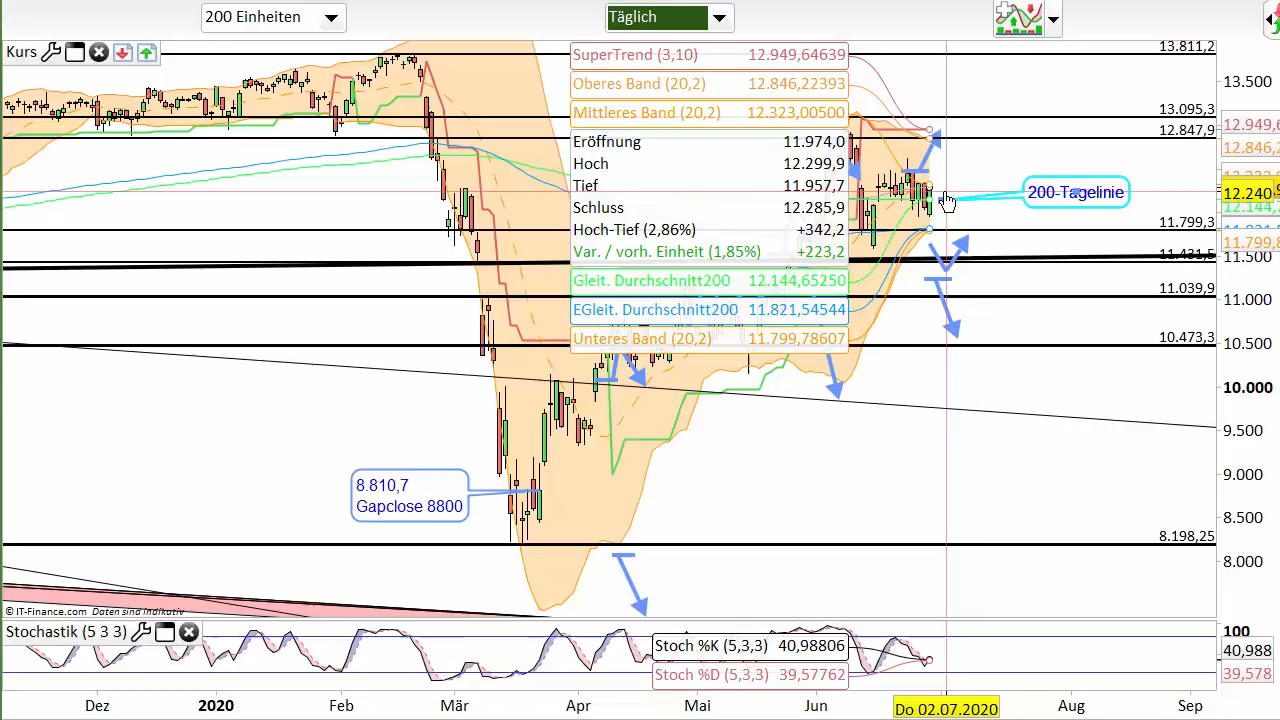 200 Einheiten
Täglich
Kurs
SuperTrend (3,10) 12.949,64639
Oberes Band (20,2) 12.846,22393
Mittleres Band (20,2) 12.323,00500
Eröffnung 11.974,0
Hoch 12.299,9
Tief 11.957,7
Schluss 12.285,9
Hoch-Tief (2,86%) +342,2
Var. / vorh. Einheit (1,85%) +223,2
Gleit. Durchschnitt200 12.144,65250
EGleit. Durchschnitt200 11.821,54544
Unteres Band (20,2) 11.799,78607
200-Tagelinie
8.810,7
Gapclose 8800
13.811,2
13.095,3
12.847,9
11.799,3
11.431,5
11.039,9
10.473,3
8.198,25
13.500
12.949,6
12.846,2
12.240
12.144,
11.799,8
11.500
11.000
10.500
10.000
9.500
9.000
8.500
8.000
© IT-Finance.com Daten sind indikativ
Stochastik (5 3 3)
Stoch %K (5,3,3) 40,98806
Stoch %D (5,3,3) 39,57762
100
40,988
39,578
Dez 2020 Feb Mär Apr Mai Jun Do 02.07.2020 Aug Sep